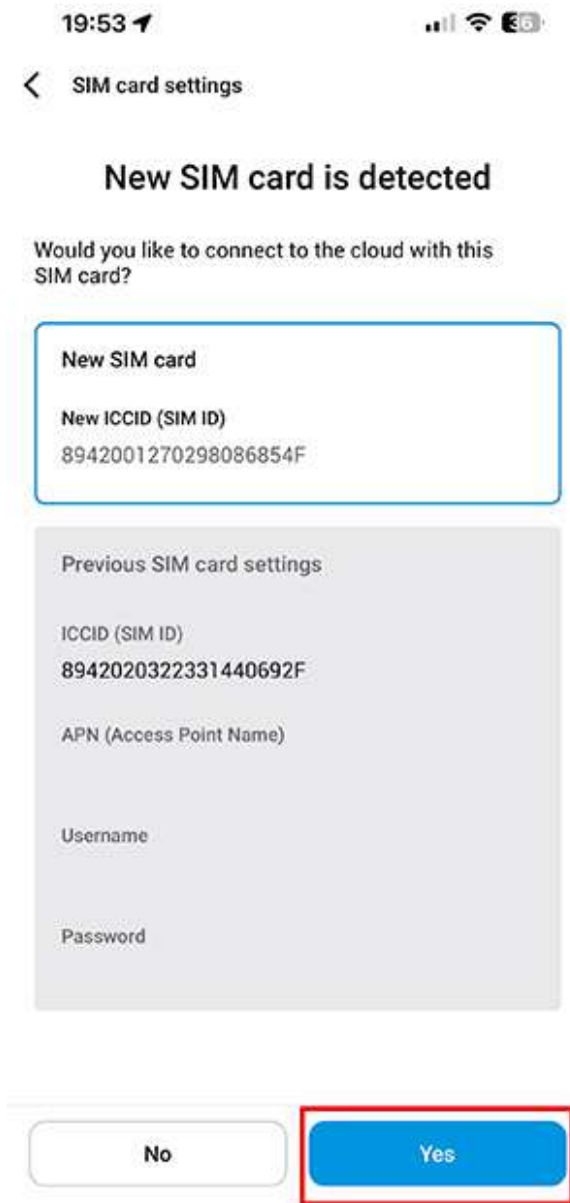 19:53
36
SIM card settings
New SIM card is detected
Would you like to connect to the cloud with this
SIM card?
New SIM card
New ICCID (SIM ID)
8942001270298086854F
Previous SIM card settings
ICCID (SIM ID)
8942020322331440692F
APN (Access Point Name)
Username
Password
No
Yes